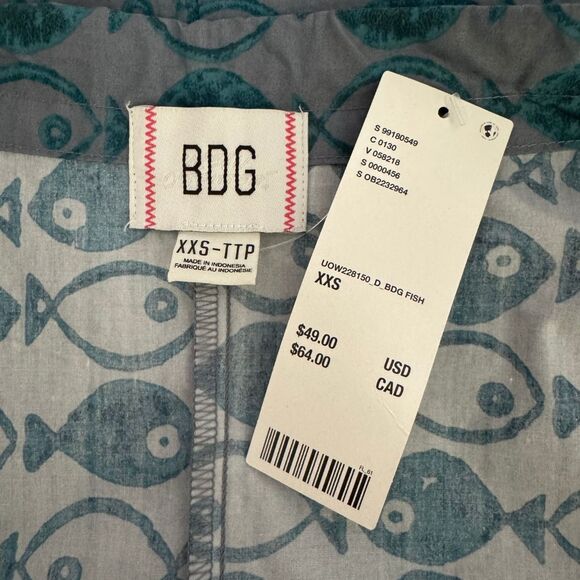 BDG
XXS-TTP
MADE IN INDONESIA
FABRIQUÉ AU INDONÉSIE
S 99180549
C 0130
V 058218
S 0000456
S OB2232964
UOW228150_D_BDG FISH
XXS
$49.00 USD
$64.00 CAD
FL_61